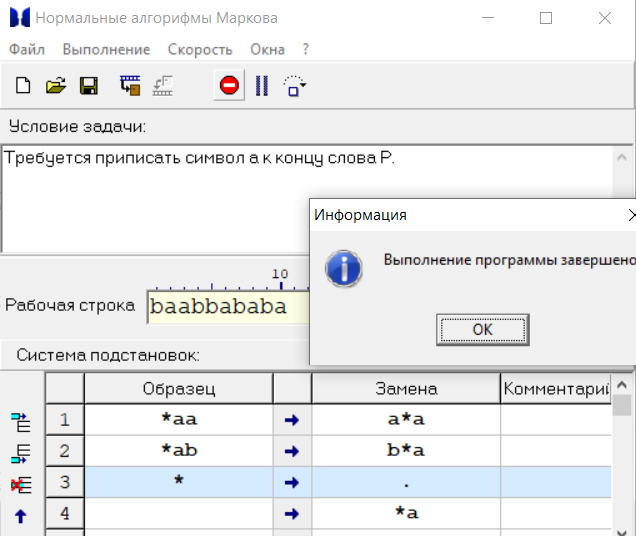 Нормальные алгорифмы Маркова
Файл Выполнение Скорость Окна ?
Условие задачи:
Требуется приписать символ а к концу слова Р.
Информация
Выполнение программы завершено
OK
10
Рабочая строка baabbababa
Система подстановок:
Образец Замена Комментарий
1 *aa → a*a
2 *ab → b*a
3 * → .
4 → *a